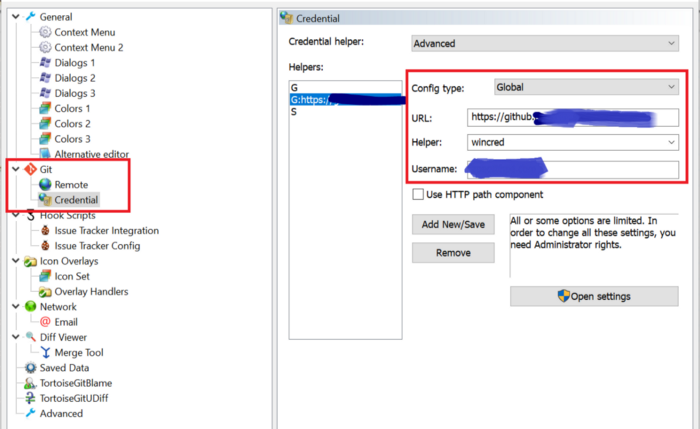 General
Context Menu
Context Menu 2
Dialogs 1
Dialogs 2
Dialogs 3
Colors 1
Colors 2
Colors 3
Alternative editor
Git
Remote
Credential
Hook Scripts
Issue Tracker Integration
Issue Tracker Config
Icon Overlays
Icon Set
Overlay Handlers
Network
Email
Diff Viewer
Merge Tool
Saved Data
TortoiseGitBlame
TortoiseGitUDiff
Advanced
Credential
Credential helper:
Advanced
Helpers:
G
G:https:/
S
Config type:
Global
URL:
https://github
Helper:
wincred
Username:
Use HTTP path component
Add New/Save
Remove
All or some options are limited. In
order to change all these settings, you
need Administrator rights.
Open settings